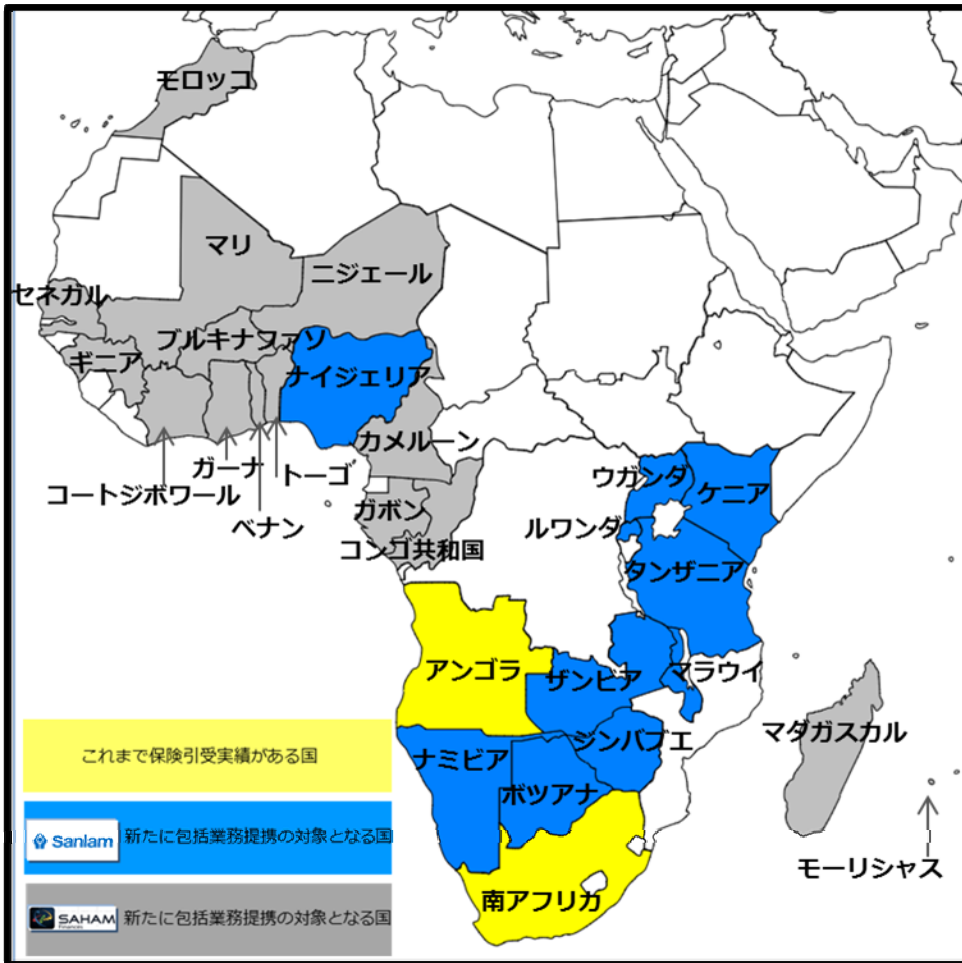 モロッコ
マリ
ニジェール
セネガル
ブルキナファソ
ギニア
ナイジェリア
カメルーン
ガーナ
トーゴ
コートジボワール
ベナン
ガボン
コンゴ共和国
ウガンダ
ケニア
ルワンダ
タンザニア
アンゴラ
ザンビア
マラウイ
ナミビア
ジンバブエ
ボツアナ
マダガスカル
モーリシャス
南アフリカ
これまで保険引受実績がある国
Sanlam 新たに包括業務提携の対象となる国
SAHAM 新たに包括業務提携の対象となる国
Finances